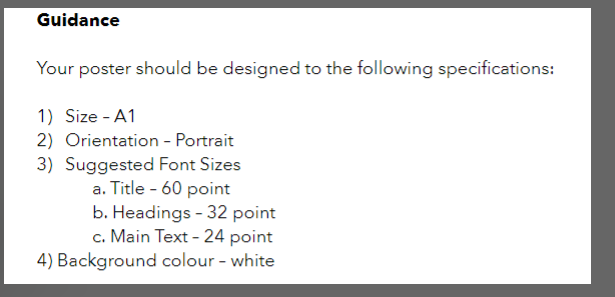 Guidance
Your poster should be designed to the following specifications:
1) Size - A1
2) Orientation - Portrait
3) Suggested Font Sizes
a. Title - 60 point
b. Headings - 32 point
c. Main Text - 24 point
4) Background colour - white